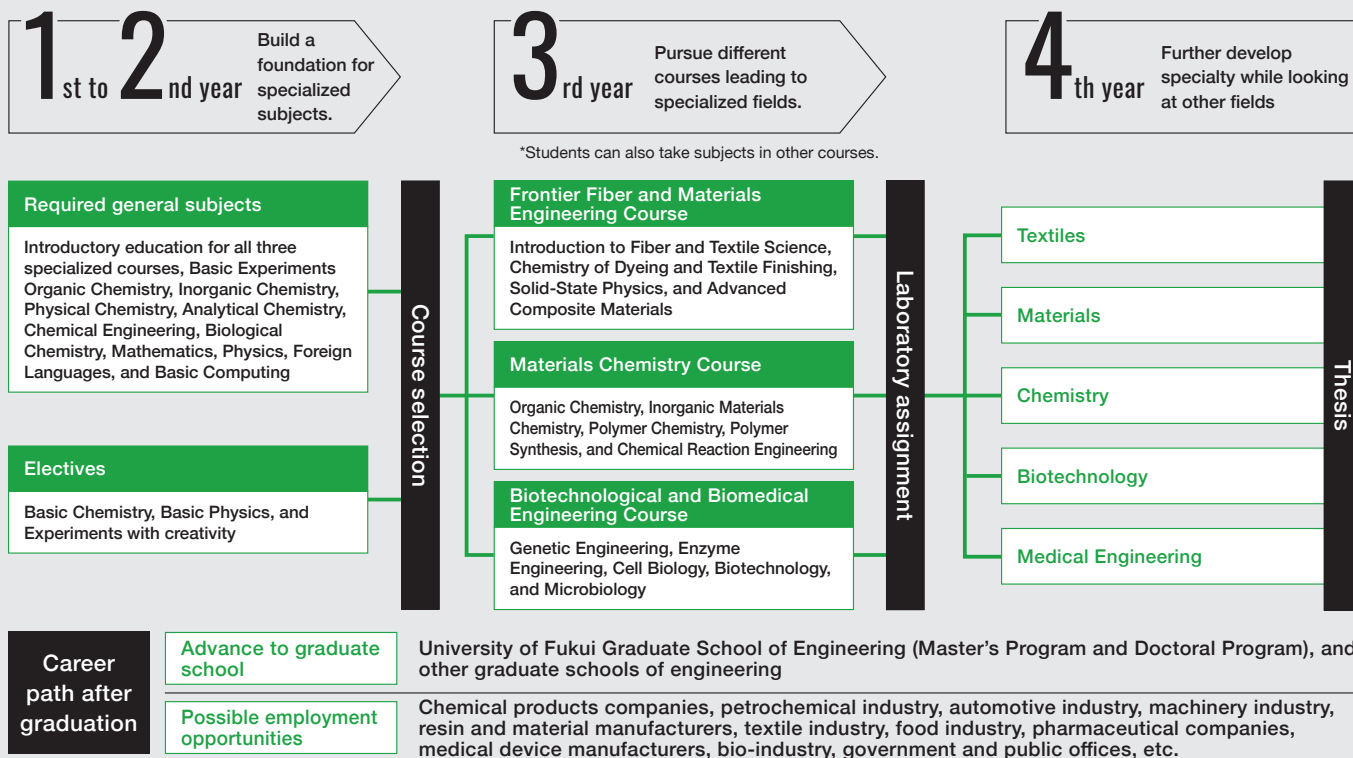 1st to 2nd year
Build a
foundation for
specialized
subjects.
3rd year
Pursue different
courses leading to
specialized fields.
4th year
Further develop
specialty while looking
at other fields
*Students can also take subjects in other courses.
Required general subjects
Introductory education for all three
specialized courses, Basic Experiments
Organic Chemistry, Inorganic Chemistry,
Physical Chemistry, Analytical Chemistry,
Chemical Engineering, Biological
Chemistry, Mathematics, Physics, Foreign
Languages, and Basic Computing
Electives
Basic Chemistry, Basic Physics, and
Experiments with creativity
Course selection
Frontier Fiber and Materials
Engineering Course
Introduction to Fiber and Textile Science,
Chemistry of Dyeing and Textile Finishing,
Solid-State Physics, and Advanced
Composite Materials
Materials Chemistry Course
Organic Chemistry, Inorganic Materials
Chemistry, Polymer Chemistry, Polymer
Synthesis, and Chemical Reaction Engineering
Biotechnological and Biomedical
Engineering Course
Genetic Engineering, Enzyme
Engineering, Cell Biology, Biotechnology,
and Microbiology
Laboratory assignment
Textiles
Materials
Chemistry
Biotechnology
Medical Engineering
Thesis
Career
path after
graduation
Advance to graduate
school
University of Fukui Graduate School of Engineering (Master's Program and Doctoral Program), and
other graduate schools of engineering
Possible employment
opportunities
Chemical products companies, petrochemical industry, automotive industry, machinery industry,
resin and material manufacturers, textile industry, food industry, pharmaceutical companies,
medical device manufacturers, bio-industry, government and public offices, etc.